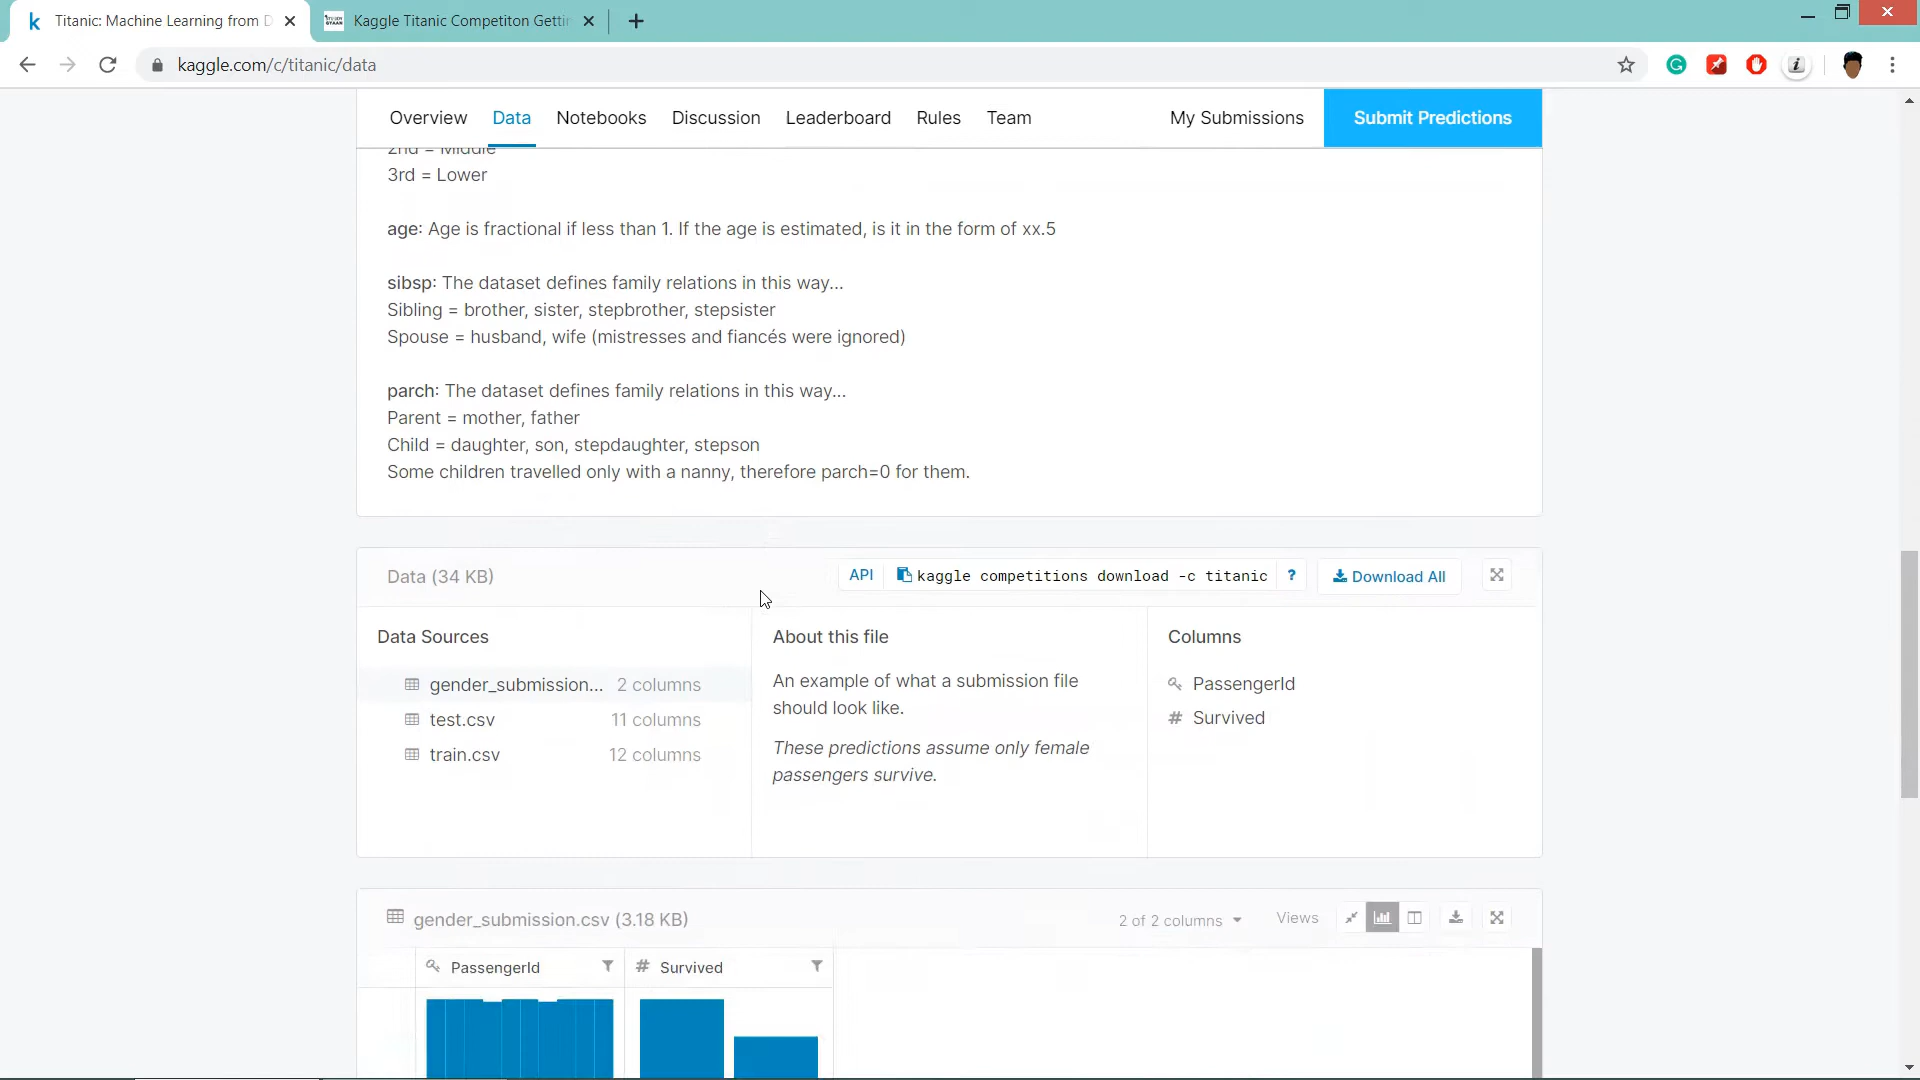 Titanic: Machine Learning from D
Kaggle Titanic Competiton Getti
kaggle.com/c/titanic/data
Overview Data Notebooks Discussion Leaderboard Rules Team My Submissions Submit Predictions
2nd = Middle
3rd = Lower
age: Age is fractional if less than 1. If the age is estimated, is it in the form of xx.5
sibsp: The dataset defines family relations in this way...
Sibling = brother, sister, stepbrother, stepsister
Spouse = husband, wife (mistresses and fiancés were ignored)
parch: The dataset defines family relations in this way...
Parent = mother, father
Child = daughter, son, stepdaughter, stepson
Some children travelled only with a nanny, therefore parch=0 for them.
Data (34 KB) API kaggle competitions download -c titanic ? Download All
Data Sources
gender_submission... 2 columns
test.csv 11 columns
train.csv 12 columns
About this file
An example of what a submission file
should look like.
These predictions assume only female
passengers survive.
Columns
PassengerId
# Survived
gender_submission.csv (3.18 KB) 2 of 2 columns Views
PassengerId # Survived